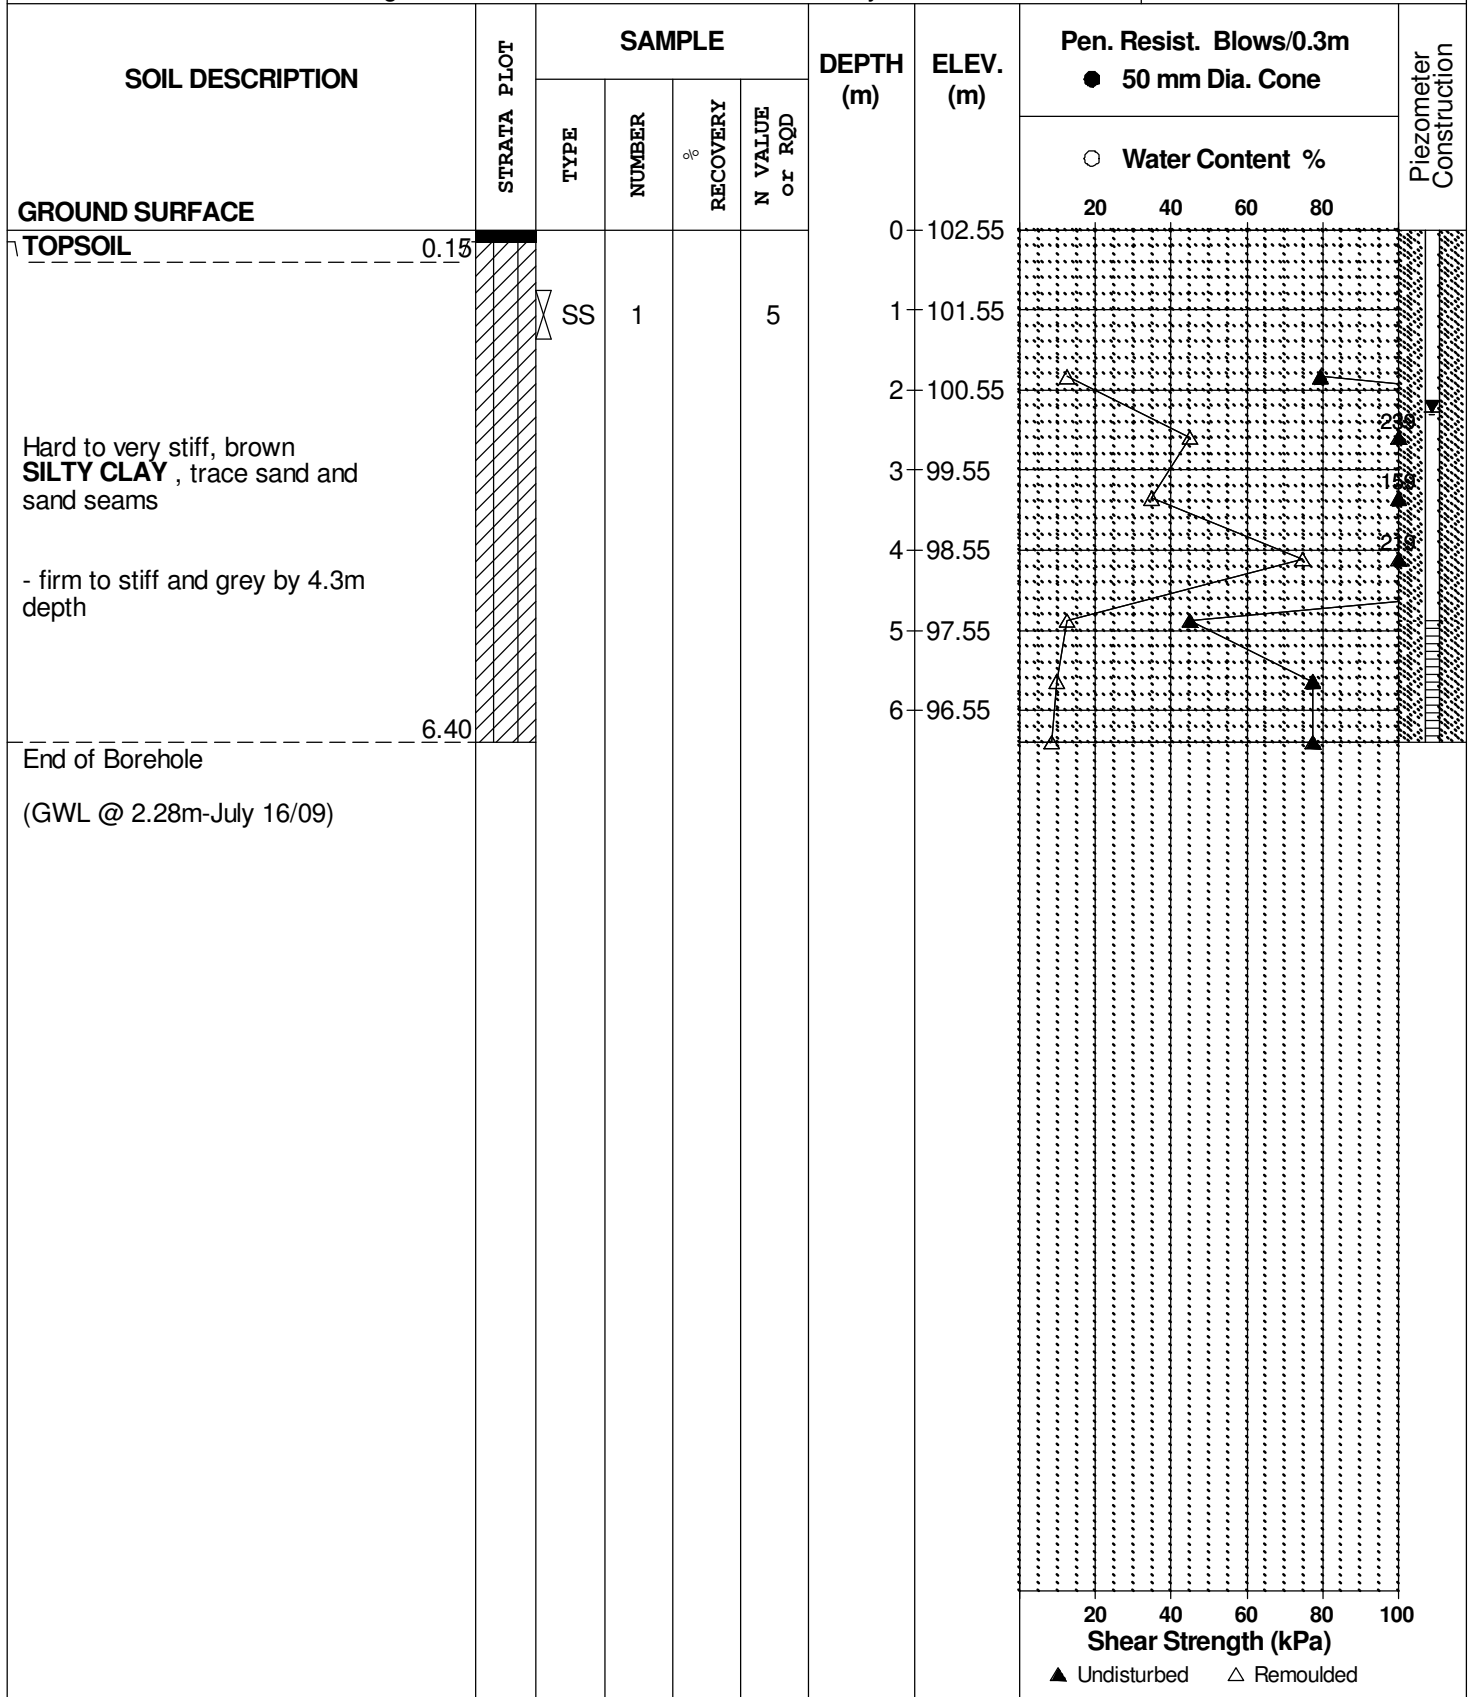 SOIL DESCRIPTION
GROUND SURFACE
STRATA PLOT
SAMPLE
TYPE
NUMBER
%
RECOVERY
N VALUE
or RQD
DEPTH
(m)
ELEV.
(m)
Pen. Resist. Blows/0.3m
● 50 mm Dia. Cone
○ Water Content %
20 40 60 80
Piezometer
Construction
TOPSOIL 0.15
SS 1 5
Hard to very stiff, brown
SILTY CLAY , trace sand and
sand seams
- firm to stiff and grey by 4.3m
depth
6.40
End of Borehole
(GWL @ 2.28m-July 16/09)
0 102.55
1 101.55
2 100.55
3 99.55
4 98.55
5 97.55
6 96.55
159
20 40 60 80 100
Shear Strength (kPa)
▲ Undisturbed △ Remoulded